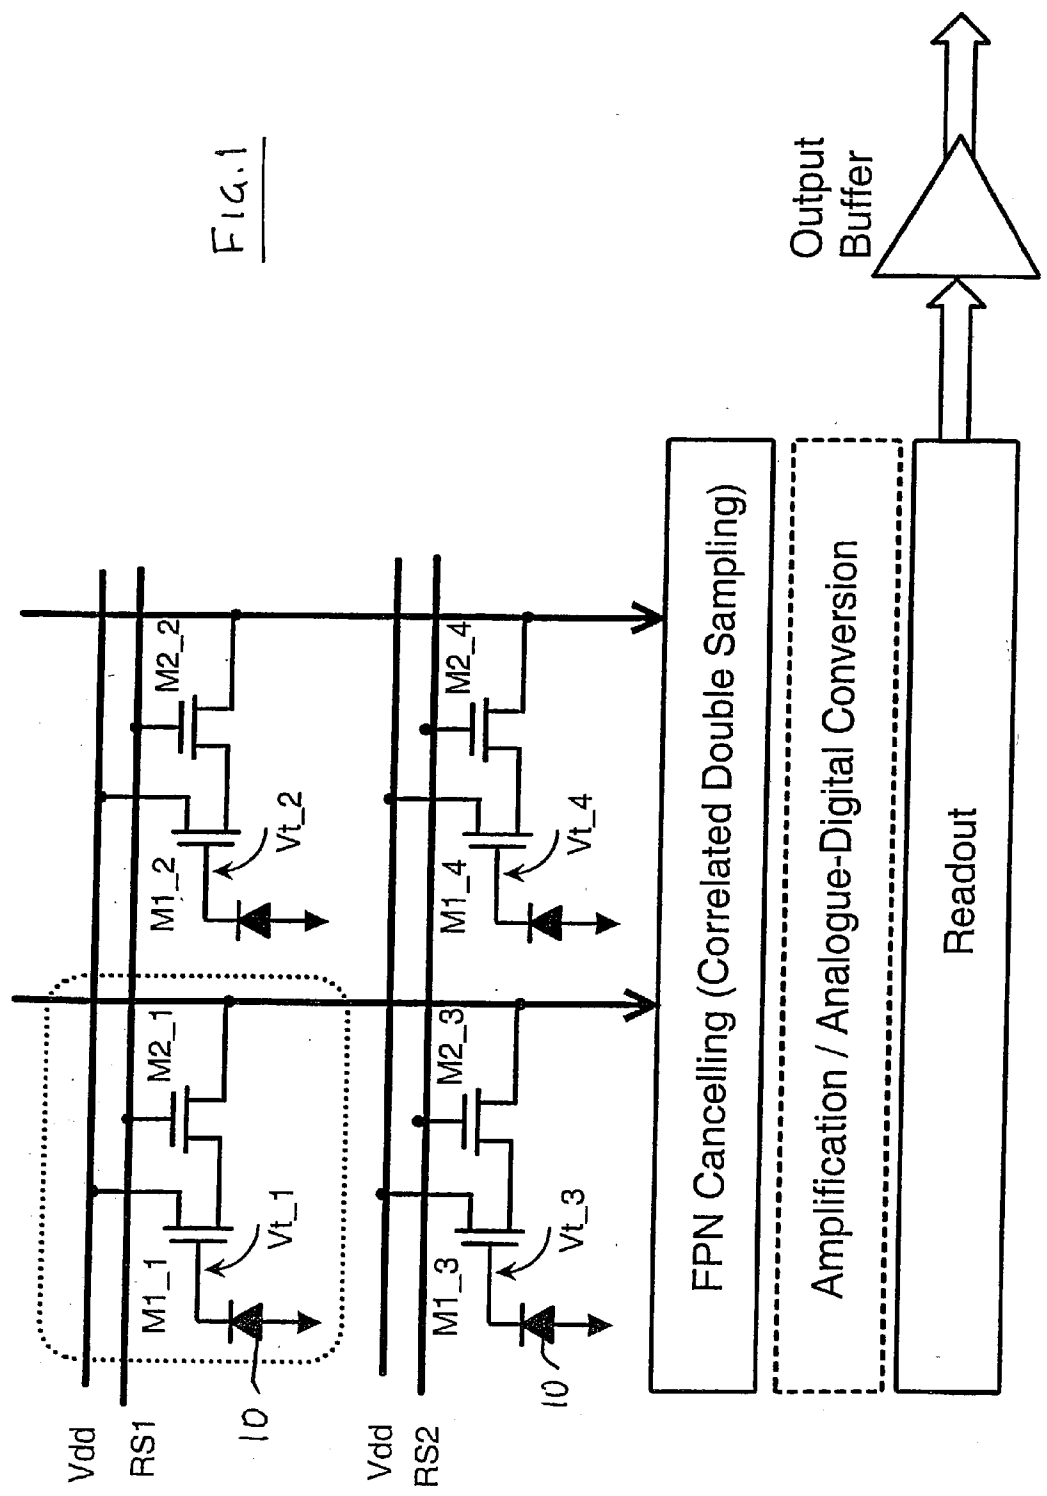 FIG.1
Vdd
RS1
M1_1
M2_1
M1_2
M2_2
Vt_1
Vt_2
10
Vdd
RS2
M1_3
M2_3
M1_4
M2_4
Vt_3
Vt_4
10
FPN Cancelling (Correlated Double Sampling)
Amplification / Analogue-Digital Conversion
Readout
Output
Buffer